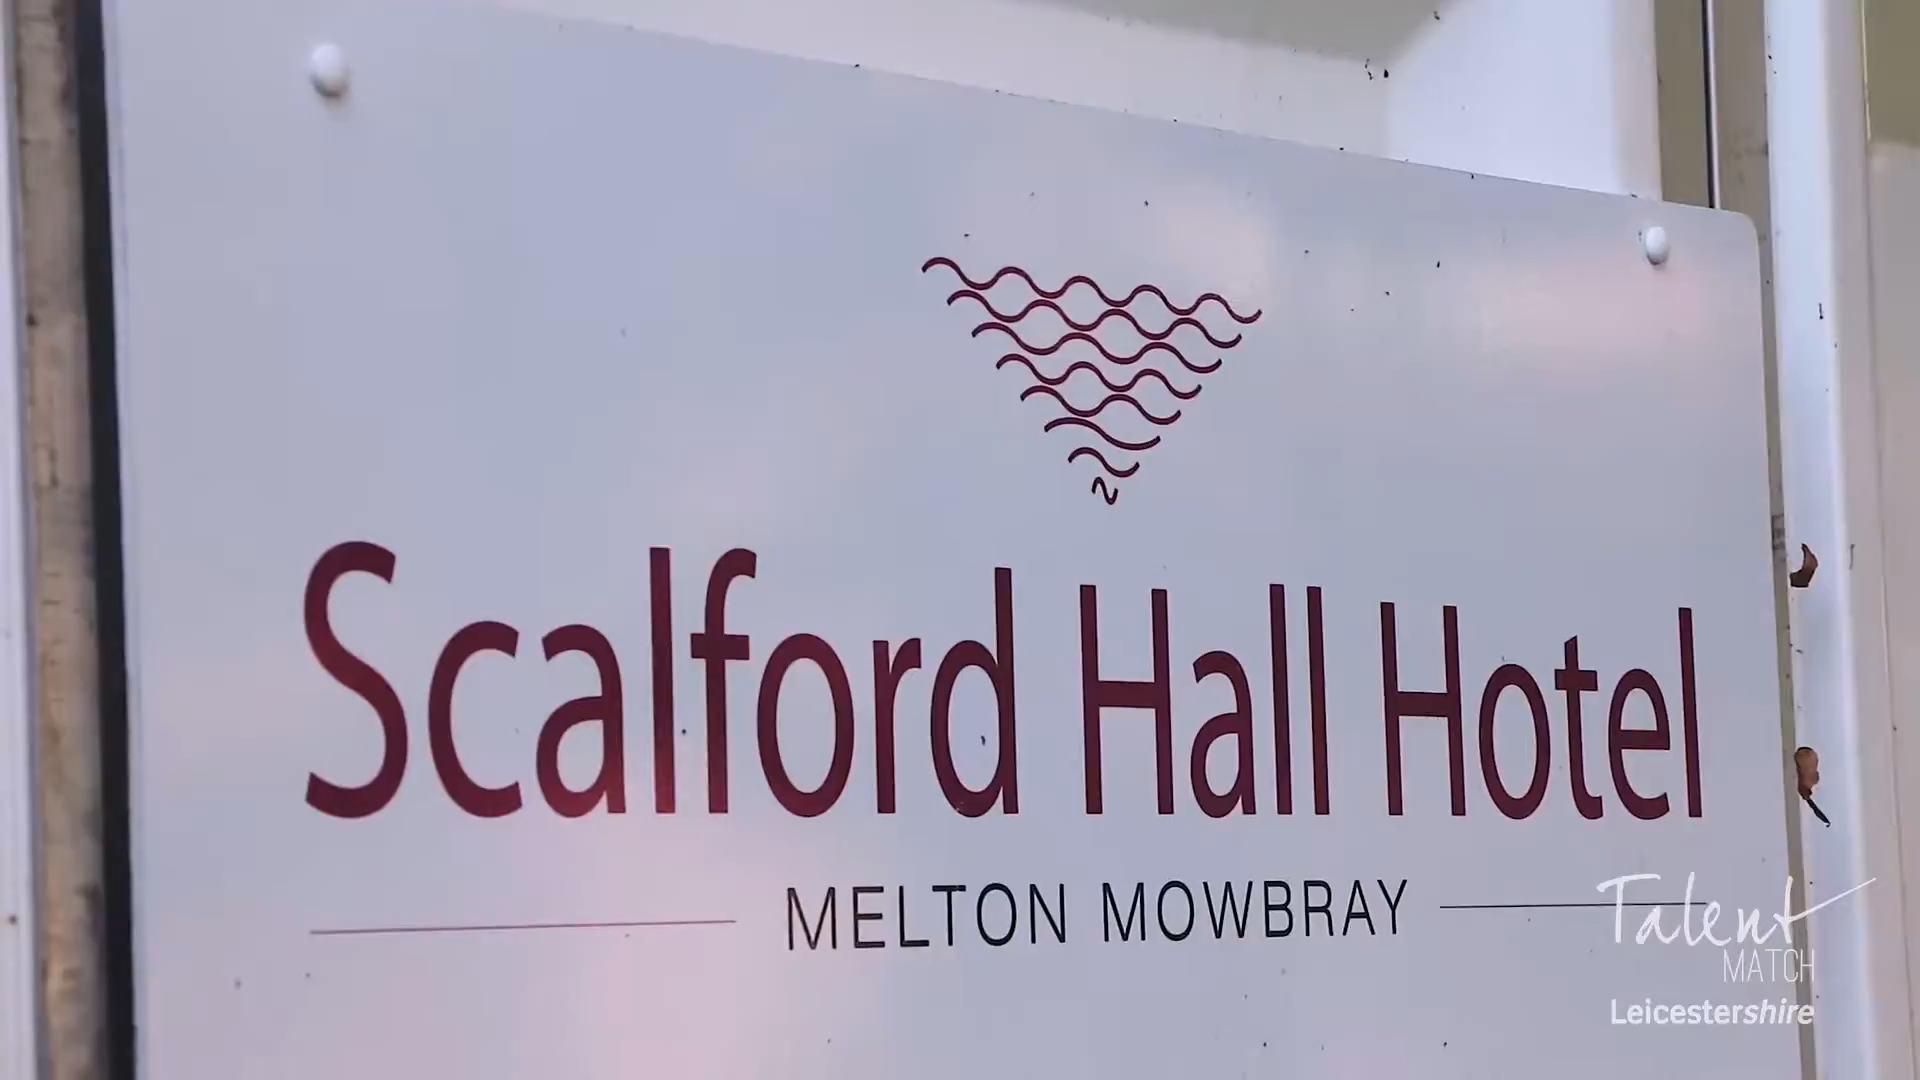 Scalford Hall Hotel
MELTON MOWBRAY
Talent
MATCH
Leicestershire